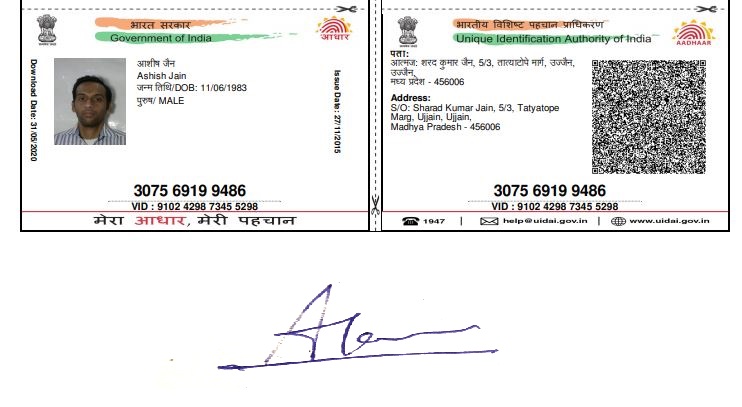 भारत सरकार
Government of India
आधार
Download Date: 31/05/2020
आशीष जैन
Ashish Jain
जन्म तिथि/DOB: 11/06/1983
पुरुष/ MALE
Issue Date: 27/11/2015
3075 6919 9486
VID : 9102 4298 7345 5298
मेरा आधार, मेरी पहचान
भारतीय विशिष्ट पहचान प्राधिकरण
Unique Identification Authority of India
AADHAAR
पता:
आत्मज: शरद कुमार जैन, 5/3, तात्याटोपे मार्ग, उज्जैन,
उज्जैन,
मध्य प्रदेश - 456006
Address:
S/O: Sharad Kumar Jain, 5/3, Tatyatope
Marg, Ujjain, Ujjain,
Madhya Pradesh - 456006
3075 6919 9486
VID : 9102 4298 7345 5298
1947 | help@uidai.gov.in | www.uidai.gov.in